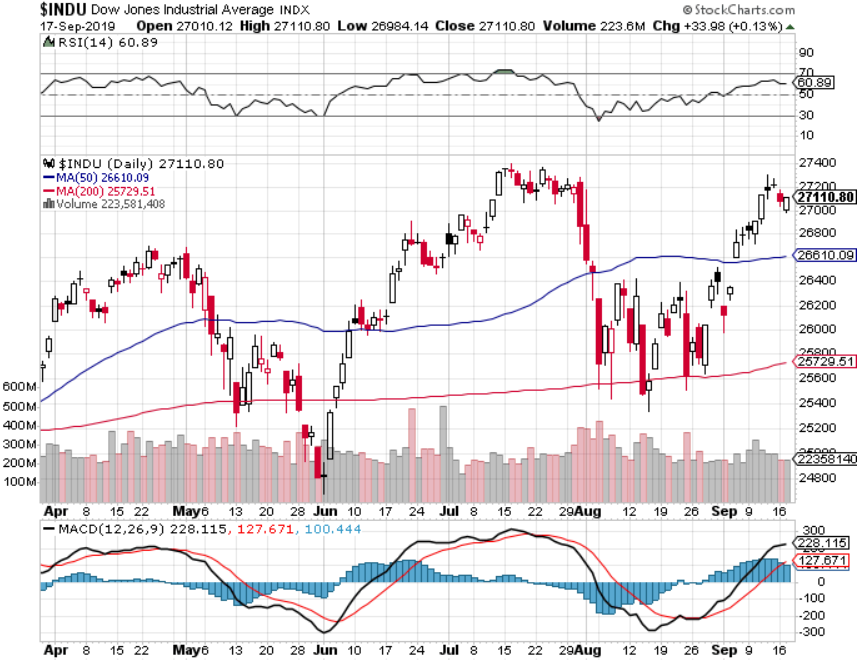 $INDU Dow Jones Industrial Average INDX
© StockCharts.com
17-Sep-2019 Open 27010.12 High 27110.80 Low 26984.14 Close 27110.80 Volume 223.6M Chg +33.98 (+0.13%)
RSI(14) 60.89
90
70
60.89
50
30
10
$INDU (Daily) 27110.80
MA(50) 26610.09
MA(200) 25729.51
Volume 223,581,408
27400
27200
27110.80
27000
26800
26610.09
26400
26200
26000
25800
25729.51
25600
25400
25200
24800
600M
500M
400M
300M
200M
100M
Apr 8 15 22 May 6 13 20 28 Jun 10 17 24 Jul 8 15 22 29 Aug 12 19 26 Sep 9 16
MACD(12,26,9) 228.115, 127.671, 100.444
300
228.115
127.671
0
-100
-200
-300
Apr 8 15 22 May 6 13 20 28 Jun 10 17 24 Jul 8 15 22 29 Aug 12 19 26 Sep 9 16